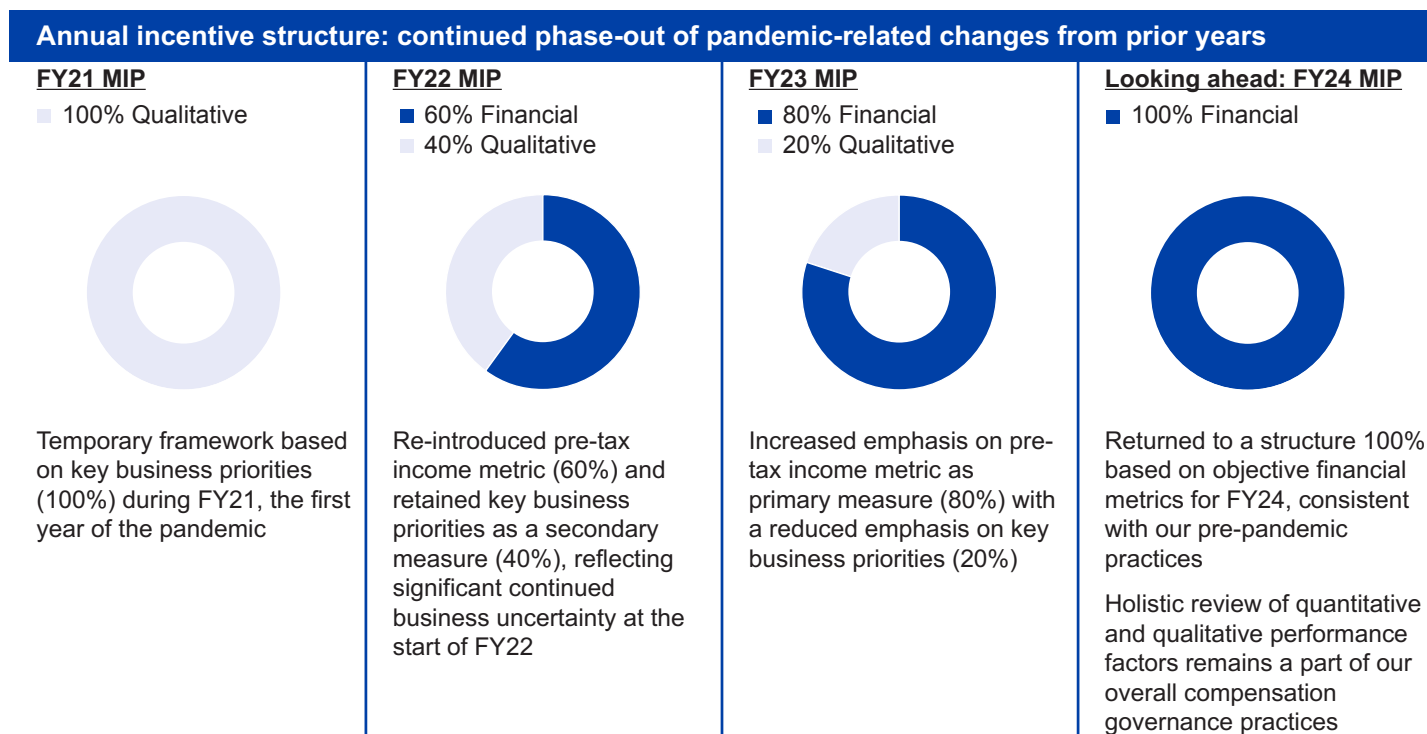 Annual incentive structure: continued phase-out of pandemic-related changes from prior years
FY21 MIP
100% Qualitative
Temporary framework based
on key business priorities
(100%) during FY21, the first
year of the pandemic
FY22 MIP
60% Financial
40% Qualitative
Re-introduced pre-tax
income metric (60%) and
retained key business
priorities as a secondary
measure (40%), reflecting
significant continued
business uncertainty at the
start of FY22
FY23 MIP
80% Financial
20% Qualitative
Increased emphasis on pre-
tax income metric as
primary measure (80%) with
a reduced emphasis on key
business priorities (20%)
Looking ahead: FY24 MIP
100% Financial
Returned to a structure 100%
based on objective financial
metrics for FY24, consistent
with our pre-pandemic
practices
Holistic review of quantitative
and qualitative performance
factors remains a part of our
overall compensation
governance practices